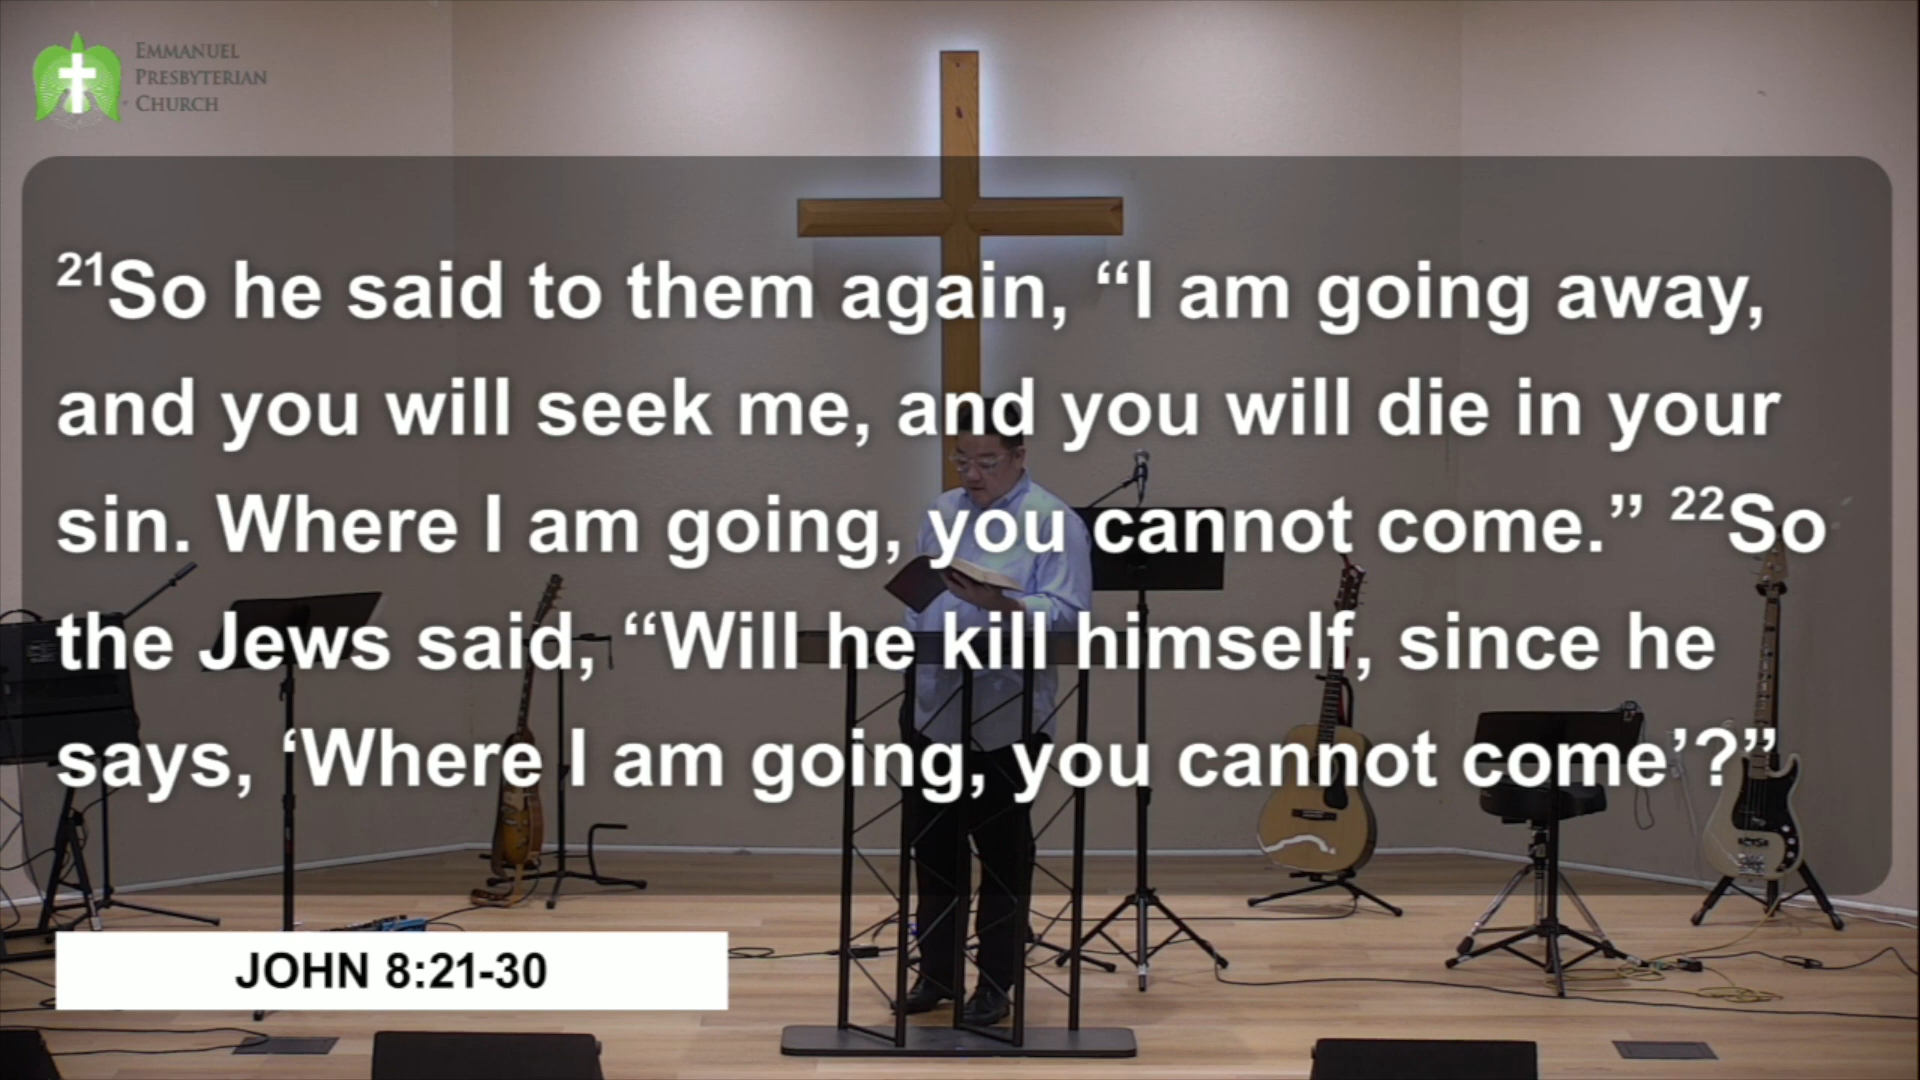 EMMANUEL
PRESBYTERIAN
CHURCH
²¹So he said to them again, “I am going away,
and you will seek me, and you will die in your
sin. Where I am going, you cannot come.” ²²So
the Jews said, “Will he kill himself, since he
says, ‘Where I am going, you cannot come’?”
JOHN 8:21-30